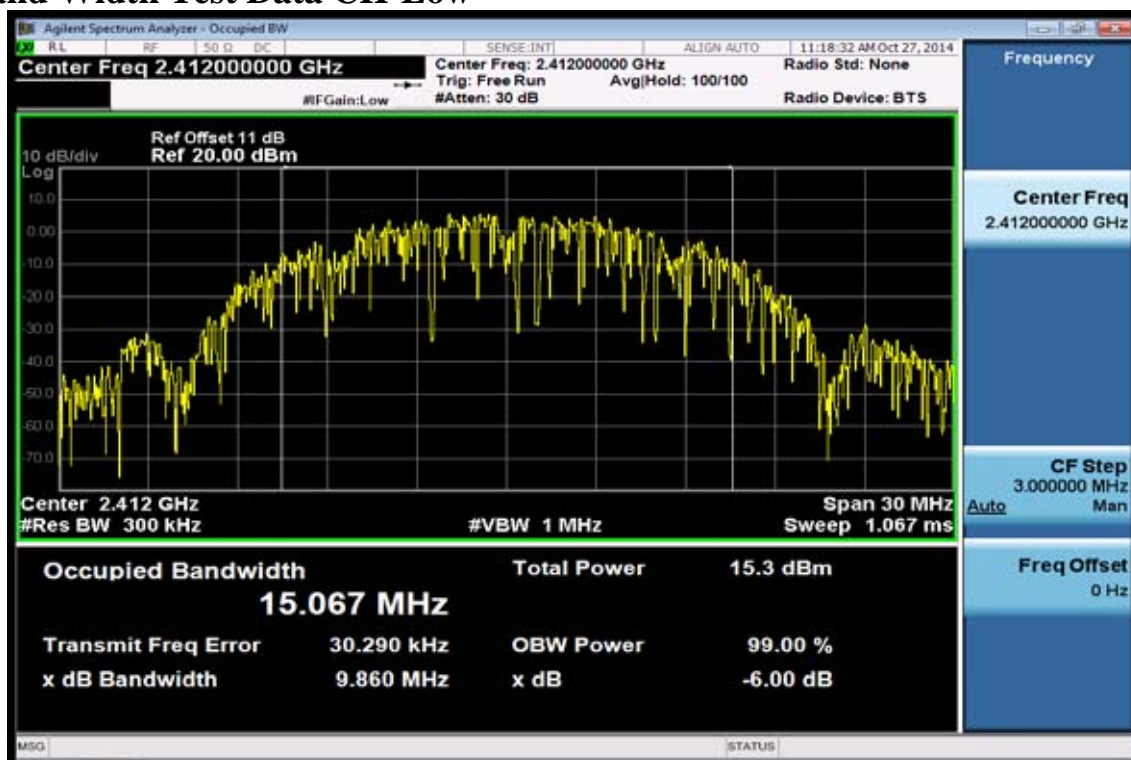 and Width Test Data CH-Low
Agilent Spectrum Analyzer - Occupied BW
RL RF 50 Ω DC SENSE:INT ALIGN AUTO 11:18:32 AM Oct 27, 2014
Center Freq 2.412000000 GHz
Center Freq: 2.412000000 GHz
Radio Std: None
Trig: Free Run Avg|Hold: 100/100
#IFGain:Low #Atten: 30 dB Radio Device: BTS
Frequency
Ref Offset 11 dB
10 dB/div Ref 20.00 dBm
Log
10.0
0.00
-10.0
-20.0
-30.0
-40.0
-50.0
-60.0
-70.0
Center 2.412 GHz Span 30 MHz
#Res BW 300 kHz #VBW 1 MHz Sweep 1.067 ms
Occupied Bandwidth Total Power 15.3 dBm
15.067 MHz
Transmit Freq Error 30.290 kHz OBW Power 99.00 %
x dB Bandwidth 9.860 MHz x dB -6.00 dB
Center Freq
2.412000000 GHz
CF Step
3.000000 MHz
Auto Man
Freq Offset
0 Hz
MSG STATUS